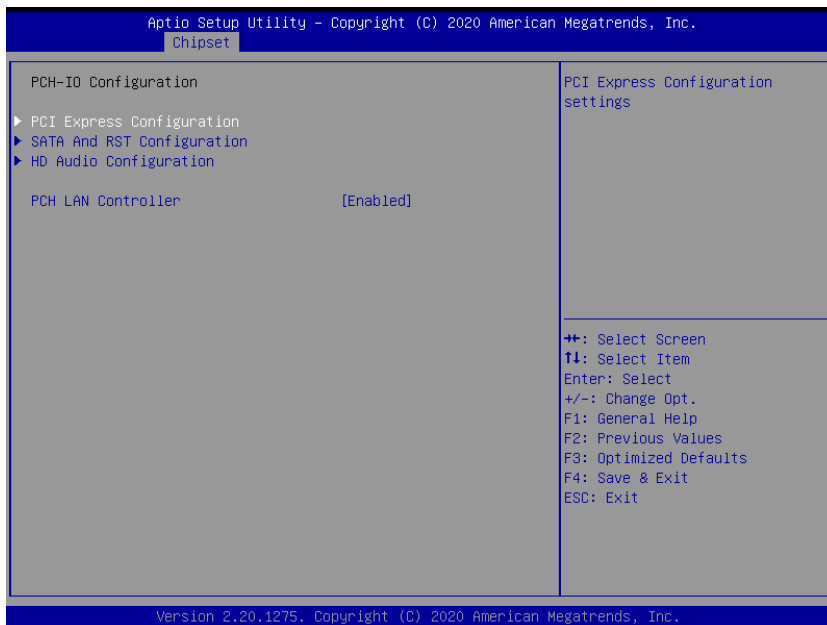 Aptio Setup Utility – Copyright (C) 2020 American Megatrends, Inc.
Chipset
PCH-IO Configuration
PCI Express Configuration
SATA And RST Configuration
HD Audio Configuration
PCH LAN Controller [Enabled]
PCI Express Configuration
settings
→←: Select Screen
↑↓: Select Item
Enter: Select
+/-: Change Opt.
F1: General Help
F2: Previous Values
F3: Optimized Defaults
F4: Save & Exit
ESC: Exit
Version 2.20.1275. Copyright (C) 2020 American Megatrends, Inc.